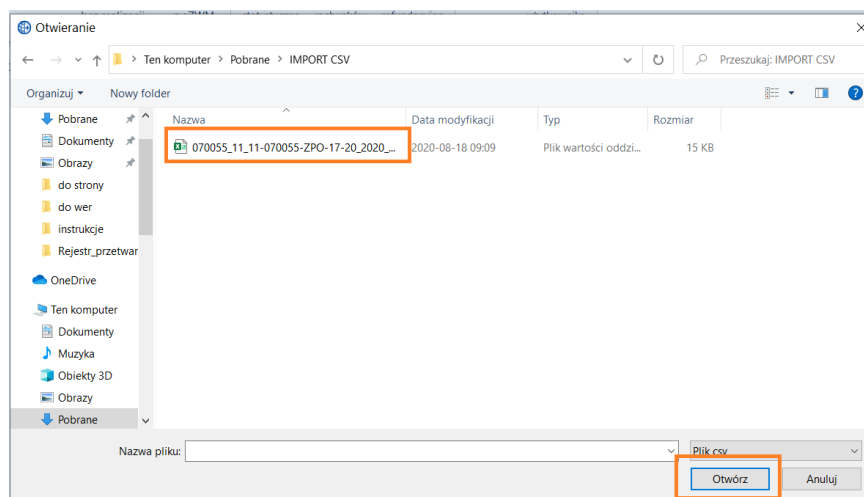 Otwieranie
Ten komputer > Pobrane > IMPORT CSV
Przeszukaj: IMPORT CSV
Organizuj
Nowy folder
Nazwa
Data modyfikacji
Typ
Rozmiar
070055_11_11-070055-ZPO-17-20_2020_...
2020-08-18 09:09
Plik wartości oddzi...
15 KB
Pobrane
Dokumenty
Obrazy
do strony
do wer
instrukcje
Rejestr_przetwar
OneDrive
Ten komputer
Dokumenty
Muzyka
Obiekty 3D
Obrazy
Pobrane
Nazwa pliku:
Plik csv
Otwórz
Anuluj